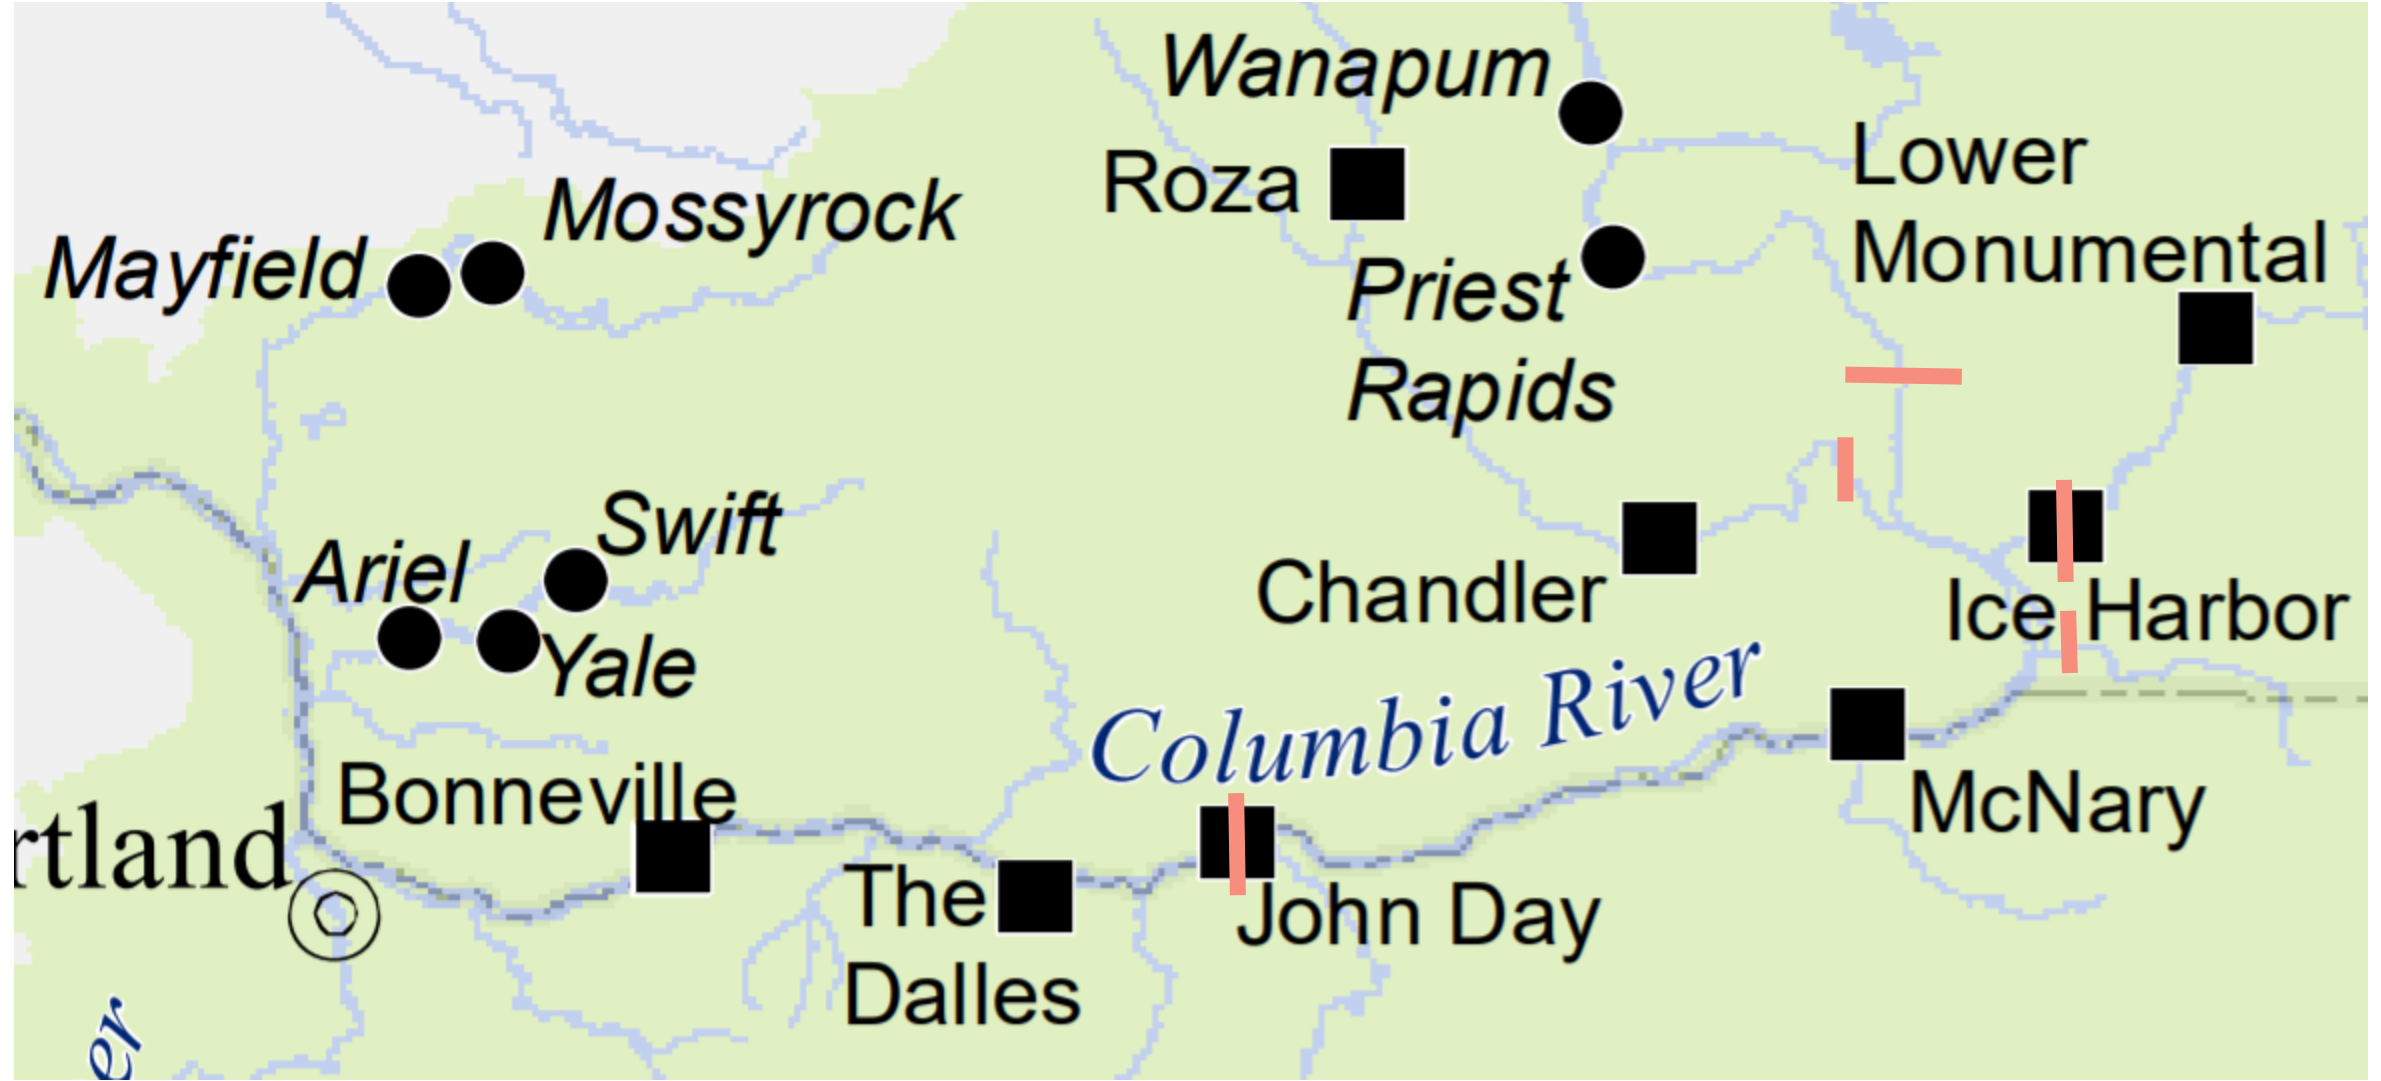 Wanapum
Lower
Monumental
Roza
Mossyrock
Mayfield
Priest
Rapids
Swift
Ariel
Chandler
Ice Harbor
Yale
Columbia River
Bonneville
McNary
rtland
The
Dalles
John Day
er